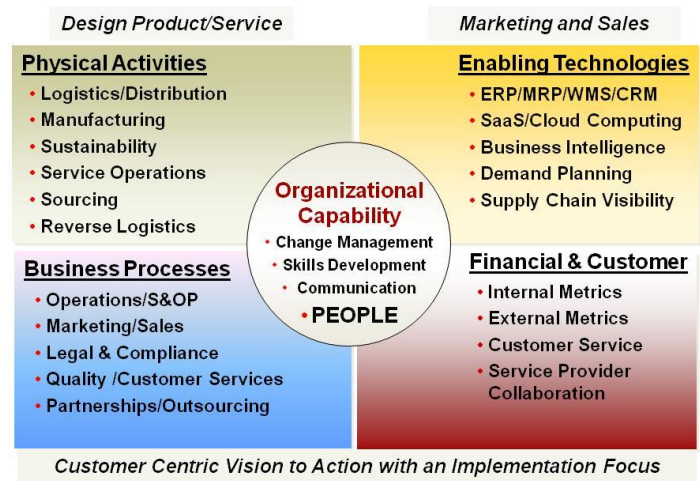 Design Product/Service
Marketing and Sales
Physical Activities
• Logistics/Distribution
• Manufacturing
• Sustainability
• Service Operations
• Sourcing
• Reverse Logistics
Enabling Technologies
• ERP/MRP/WMS/CRM
• SaaS/Cloud Computing
• Business Intelligence
• Demand Planning
• Supply Chain Visibility
Organizational
Capability
• Change Management
• Skills Development
• Communication
• PEOPLE
Business Processes
• Operations/S&OP
• Marketing/Sales
• Legal & Compliance
• Quality /Customer Services
• Partnerships/Outsourcing
Financial & Customer
• Internal Metrics
• External Metrics
• Customer Service
• Service Provider
Collaboration
Customer Centric Vision to Action with an Implementation Focus